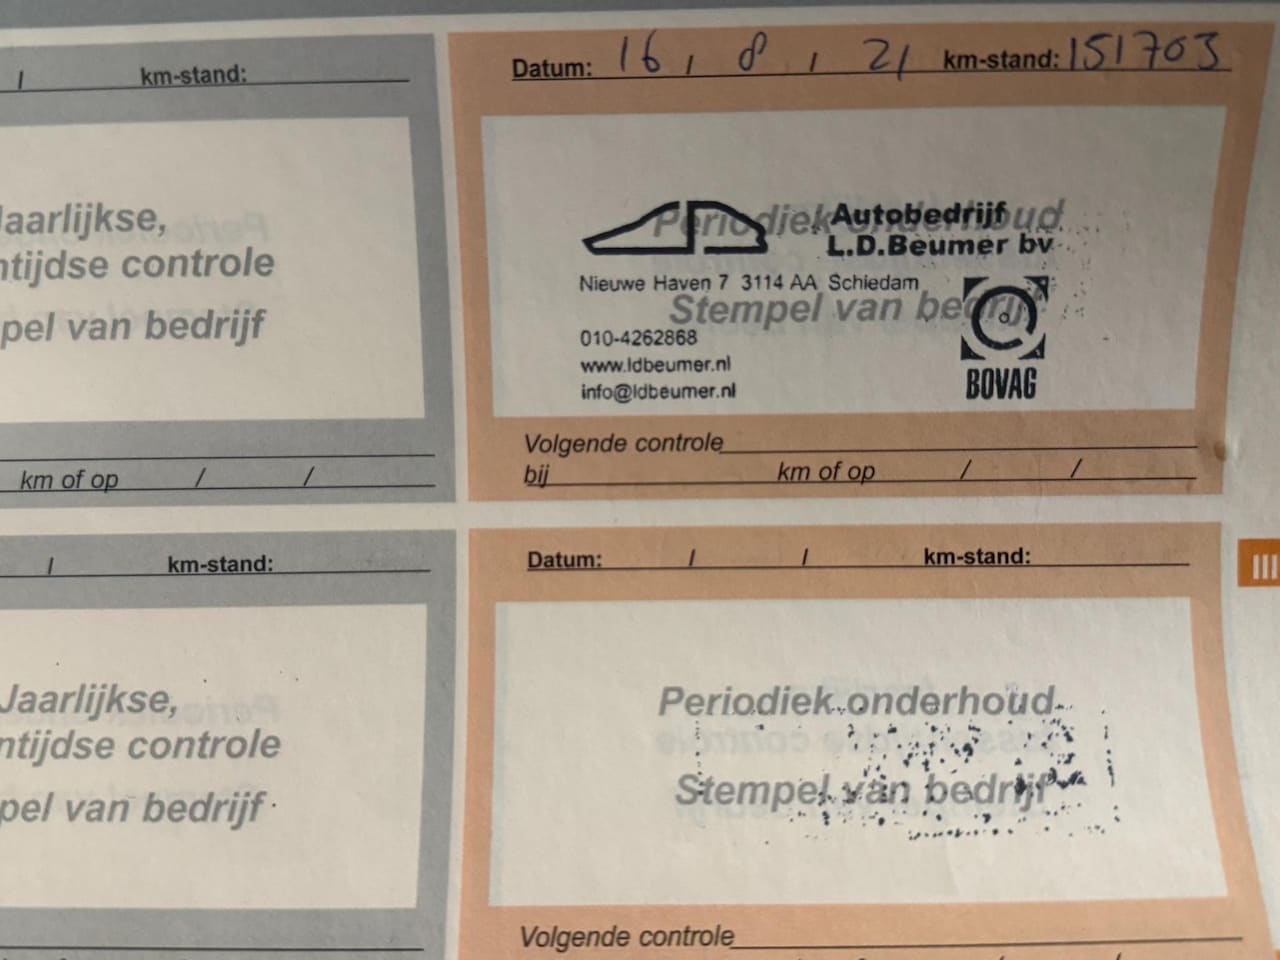 / km-stand:
Jaarlijkse,
tijdse controle
pel van bedrijf
km of op / /
Datum: 16 / 8 / 21 km-stand: 151703
Periodiek onderhoud
Stempel van bedrijf
Autobedrijf
L.D.Beumer bv
Nieuwe Haven 7 3114 AA Schiedam
010-4262868
www.ldbeumer.nl
info@ldbeumer.nl
BOVAG
Volgende controle
bij km of op / /
/ km-stand:
Jaarlijkse,
ntijdse controle
pel van bedrijf
Datum: / / km-stand:
III
Periodiek onderhoud
Stempel van bedrijf
Volgende controle